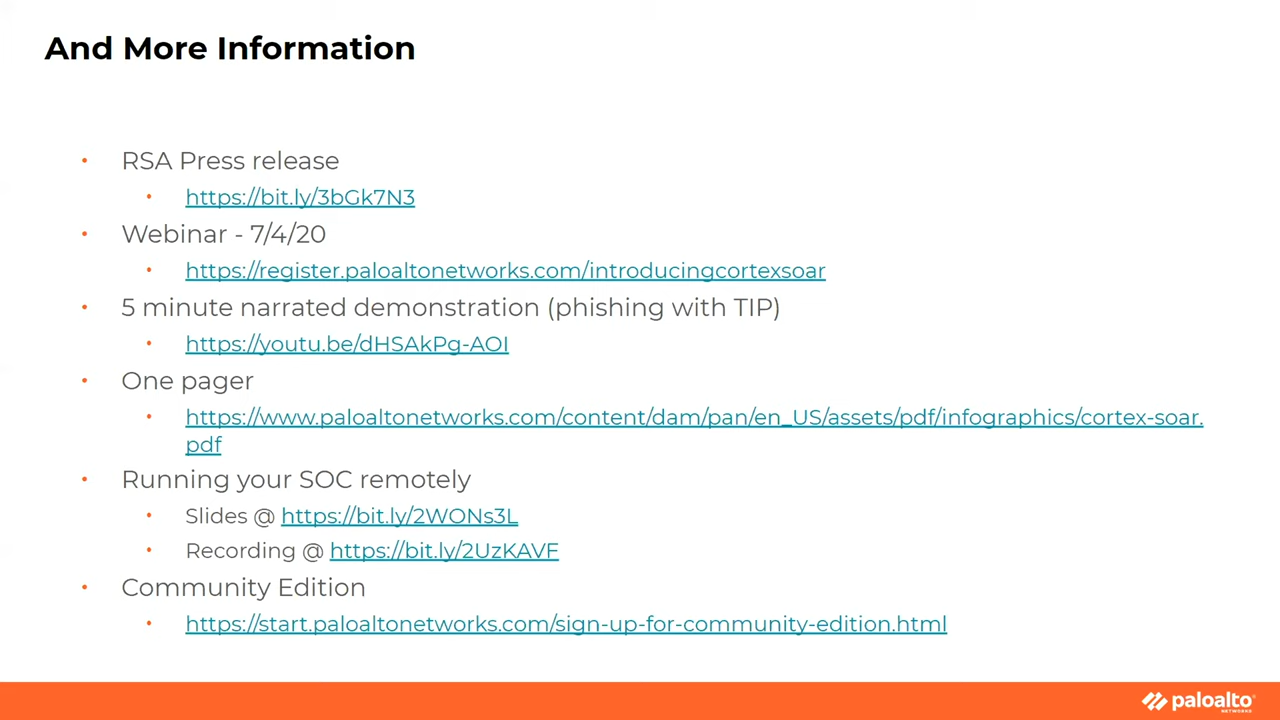 And More Information
RSA Press release
https://bit.ly/3bGk7N3
Webinar - 7/4/20
https://register.paloaltonetworks.com/introducingcortexsoar
5 minute narrated demonstration (phishing with TIP)
https://youtu.be/dHSAkPg-AOI
One pager
https://www.paloaltonetworks.com/content/dam/pan/en_US/assets/pdf/infographics/cortex-soar.
pdf
Running your SOC remotely
Slides @ https://bit.ly/2WONs3L
Recording @ https://bit.ly/2UzKAVF
Community Edition
https://start.paloaltonetworks.com/sign-up-for-community-edition.html
paloalto
NETWORKS